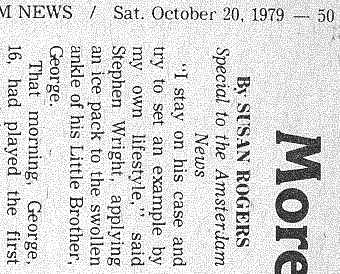 M NEWS / Sat. October 20, 1979 — 50
More
By SUSAN ROGERS
Special to the Amsterdam
News
"I stay on his case and
try to set an example by
my own lifestyle," said
Stephen Wright, applying
an ice pack to the swollen
ankle of his Little Brother,
George.
That morning, George,
16, had played the first